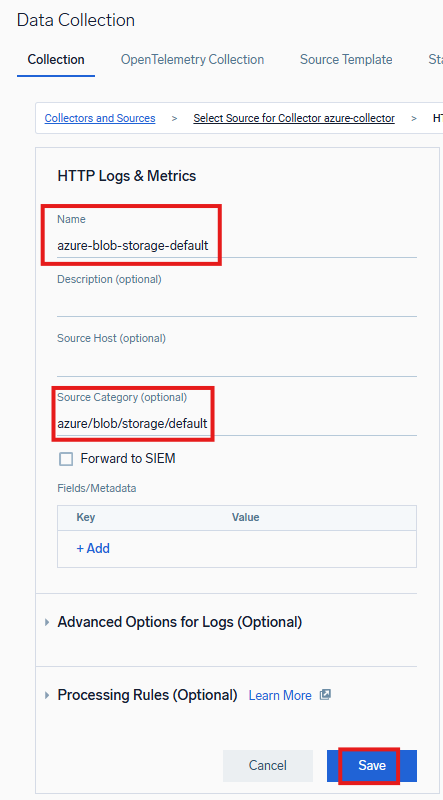 Data Collection
Collection OpenTelemetry Collection Source Template Sta
Collectors and Sources > Select Source for Collector azure-collector > HT
HTTP Logs & Metrics
Name
azure-blob-storage-default
Description (optional)
Source Host (optional)
Source Category (optional)
azure/blob/storage/default
Forward to SIEM
Fields/Metadata
Key Value
+ Add
Advanced Options for Logs (Optional)
Processing Rules (Optional) Learn More
Cancel Save